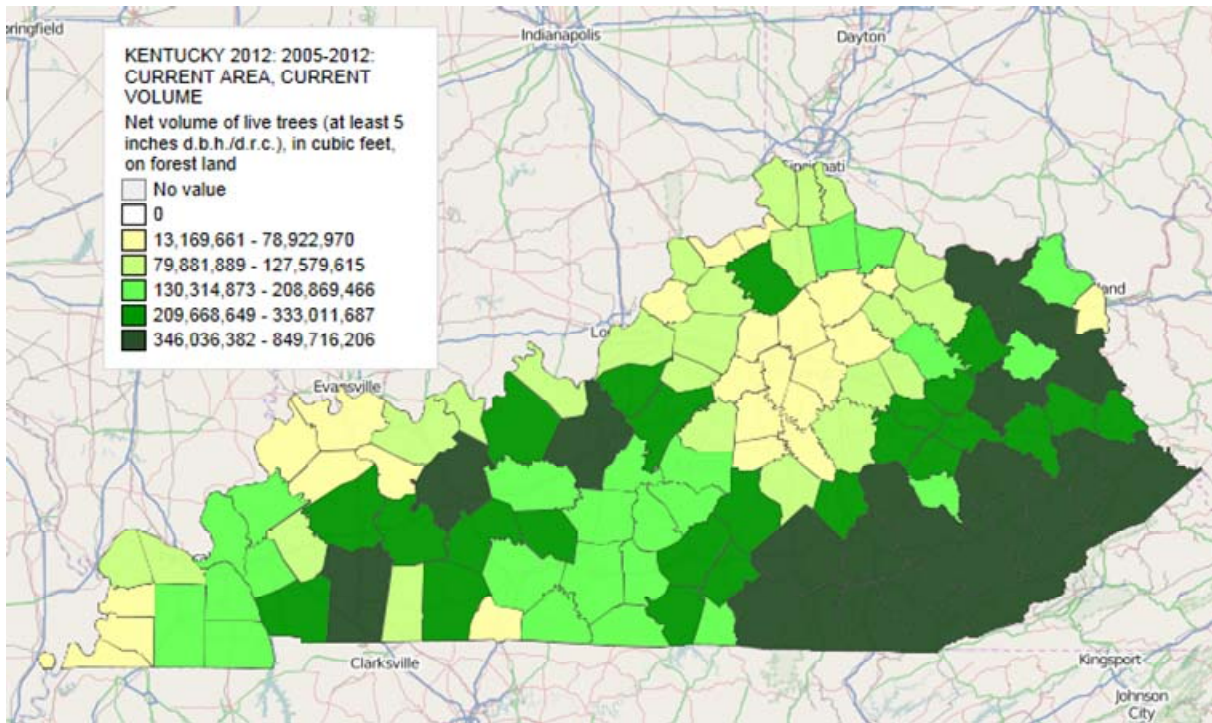 pringfield
Indianapolis
Dayton
KENTUCKY 2012: 2005-2012:
CURRENT AREA, CURRENT
VOLUME
Net volume of live trees (at least 5
inches d.b.h./d.r.c.), in cubic feet,
on forest land
No value
0
13,169,661 - 78,922,970
79,881,889 - 127,579,615
130,314,873 - 208,869,466
209,668,649 - 333,011,687
346,036,382 - 849,716,206
land
Lo
Evansville
Clarksville
Kingsport
Johnson
City